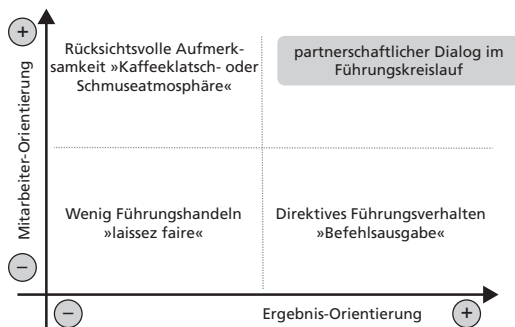 +
Rücksichtsvolle Aufmerk-
samkeit »Kaffeeklatsch- oder
Schmuseatmosphäre«
partnerschaftlicher Dialog im
Führungskreislauf
Mitarbeiter-Orientierung
Wenig Führungshandeln
»laissez faire«
Direktives Führungsverhalten
»Befehlsausgabe«
–
–
Ergebnis-Orientierung
+